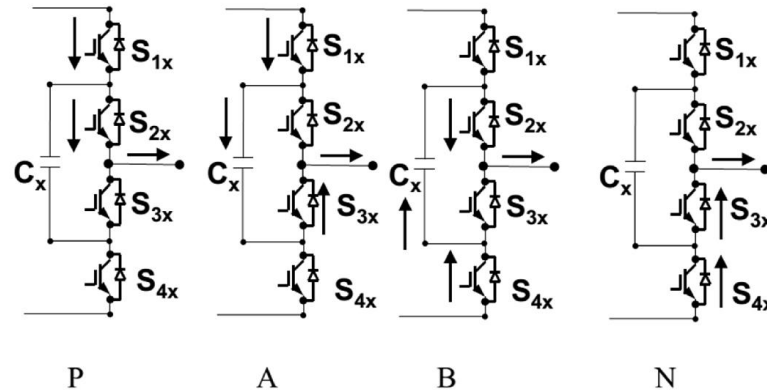 S1x S1x S1x S1x
S2x S2x S2x S2x
Cx Cx Cx Cx
S3x S3x S3x S3x
S4x S4x S4x S4x
P A B N